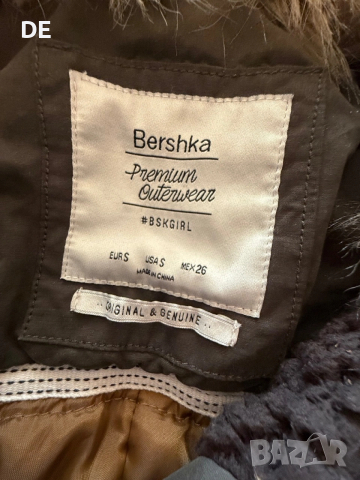 DE
Bershka
Premium
Outerwear
#BSKGIRL
EUR S USA S MEX 26
MADE IN CHINA
.. ORIGINAL & GENUINE ..
bazar